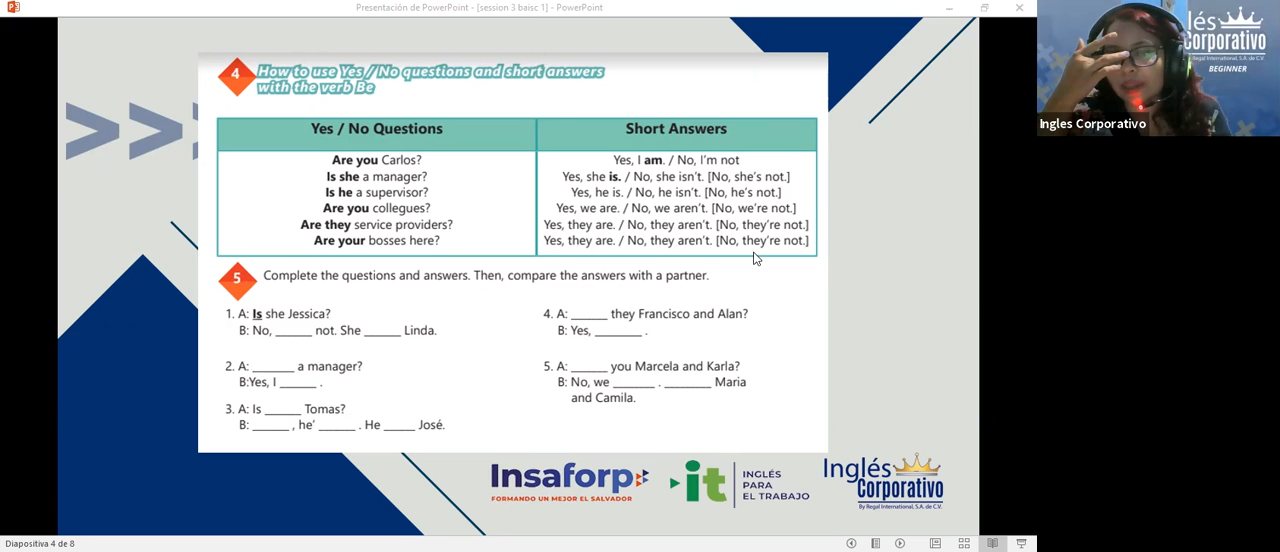 Presentación de PowerPoint - [session 3 baisc 1] - PowerPoint
4 How to use Yes / No questions and short answers
with the verb Be
Yes / No Questions
Short Answers
Are you Carlos?
Yes, I am. / No, I'm not
Is she a manager?
Yes, she is. / No, she isn't. [No, she's not.]
Is he a supervisor?
Yes, he is. / No, he isn't. [No, he's not.]
Are you collegues?
Yes, we are. / No, we aren't. [No, we're not.]
Are they service providers?
Yes, they are. / No, they aren't. [No, they're not.]
Are your bosses here?
Yes, they are. / No, they aren't. [No, they're not.]
5 Complete the questions and answers. Then, compare the answers with a partner.
1. A: Is she Jessica?
B: No, ______ not. She ______ Linda.
2. A: _______ a manager?
B:Yes, I ______ .
3. A: Is ______ Tomas?
B: ______ , he' ______ . He _____ José.
4. A: ______ they Francisco and Alan?
B: Yes, ________ .
5. A: ______ you Marcela and Karla?
B: No, we _______ . ________ Maria
and Camila.
Insaforp
FORMANDO UN MEJOR EL SALVADOR
it
INGLÉS
PARA
EL TRABAJO
Inglés
Corporativo
By Regal International, S.A. de C.V.
lés
Corporativo
by Regal International, S.A. de C.V.
BEGINNER
Ingles Corporativo
Diapositiva 4 de 8